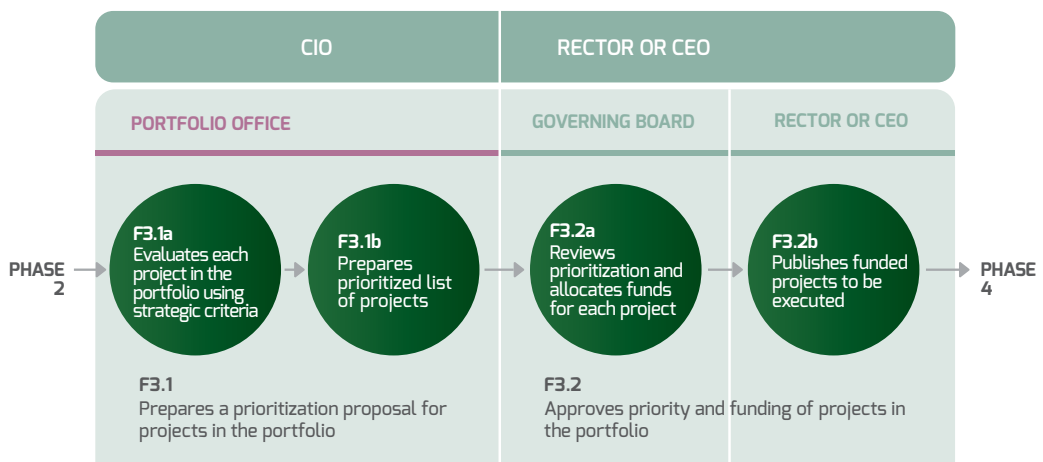 CIO
RECTOR OR CEO
PORTFOLIO OFFICE
GOVERNING BOARD
RECTOR OR CEO
PHASE
2
F3.1a
Evaluates each
project in the
portfolio using
strategic criteria
F3.1b
Prepares
prioritized list
of projects
F3.2a
Reviews
prioritization and
allocates funds
for each project
F3.2b
Publishes funded
projects to be
executed
PHASE
4
F3.1
Prepares a prioritization proposal for
projects in the portfolio
F3.2
Approves priority and funding of projects in
the portfolio